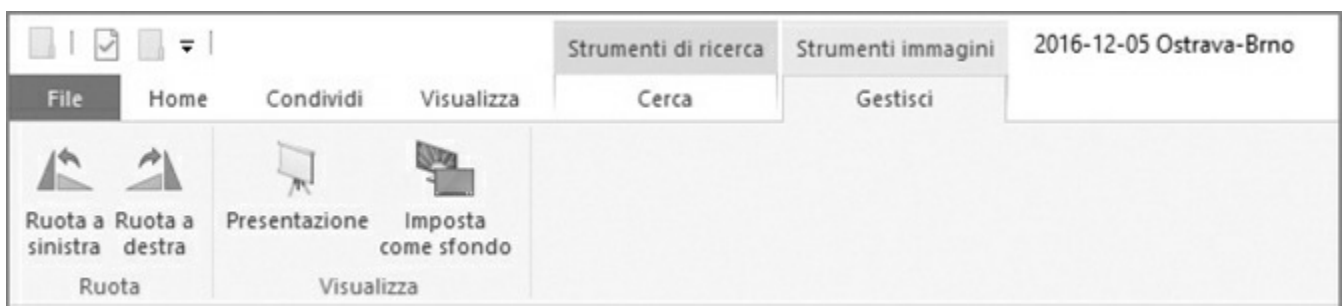 Strumenti di ricerca Strumenti immagini 2016-12-05 Ostrava-Brno
File Home Condividi Visualizza Cerca Gestisci
Ruota a sinistra
Ruota a destra
Presentazione
Imposta come sfondo
Ruota Visualizza